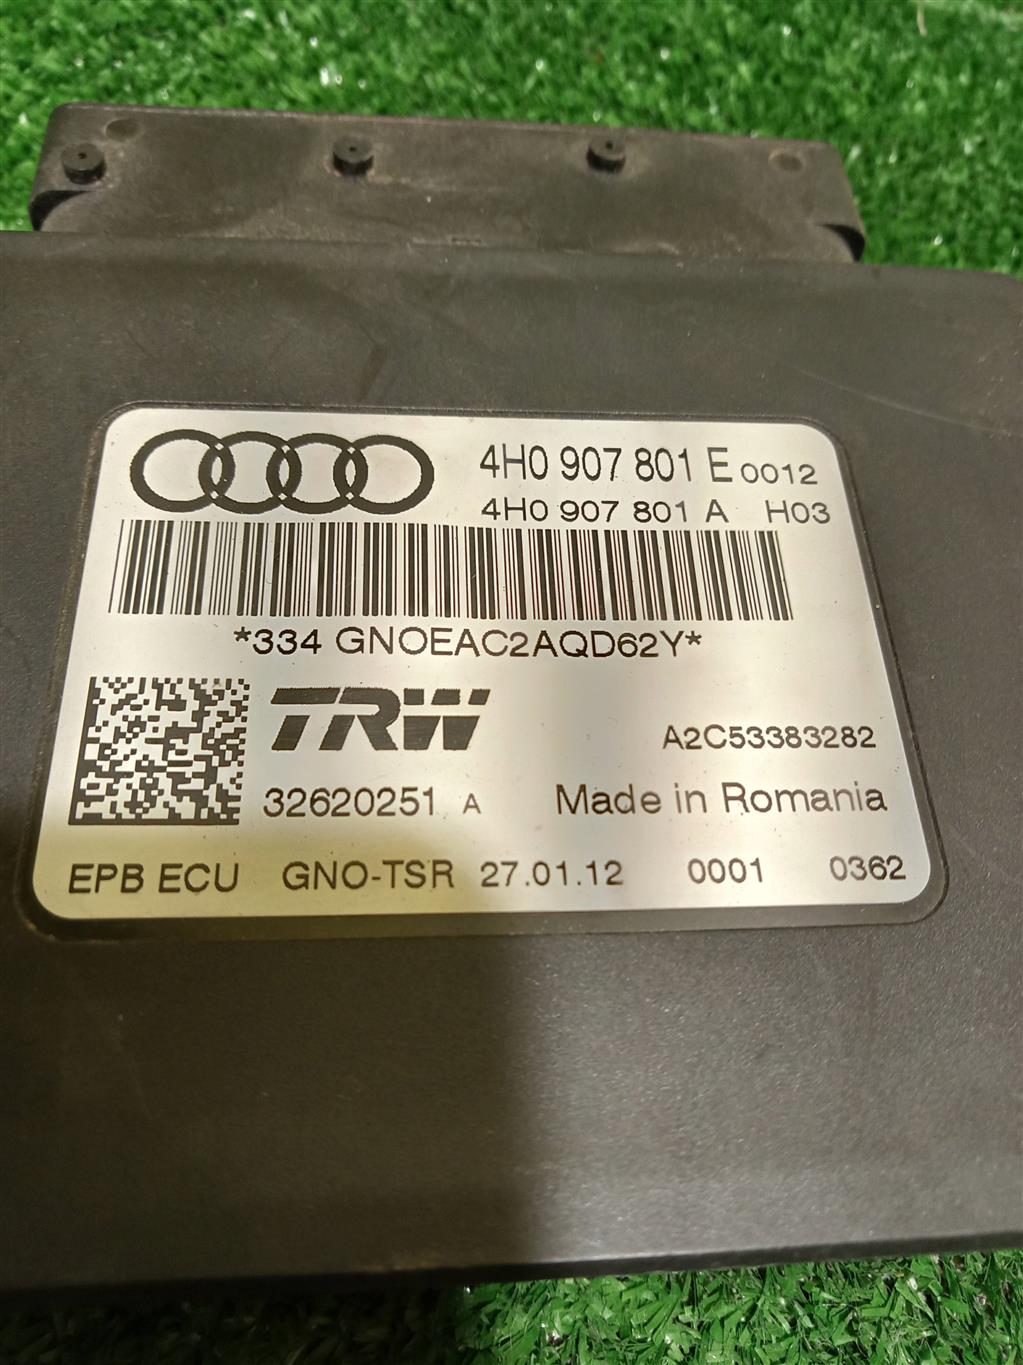 4H0 907 801 E 0012
4H0 907 801 A H03
*334 GNOEAC2AQD62Y*
TRW
A2C53383282
32620251 A Made in Romania
EPB ECU GNO-TSR 27.01.12 0001 0362